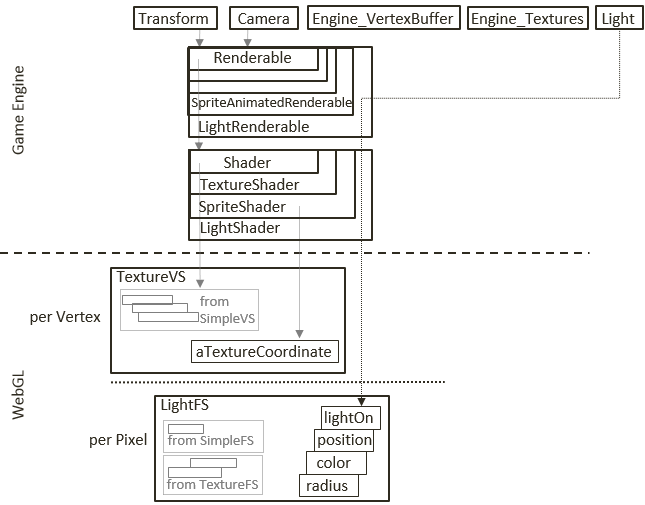 Transform
Camera
Engine_VertexBuffer
Engine_Textures
Light
Game Engine
Renderable
SpriteAnimatedRenderable
LightRenderable
Shader
TextureShader
SpriteShader
LightShader
WebGL
TextureVS
per Vertex
from
SimpleVS
aTextureCoordinate
LightFS
per Pixel
from SimpleFS
from TextureFS
lightOn
position
color
radius